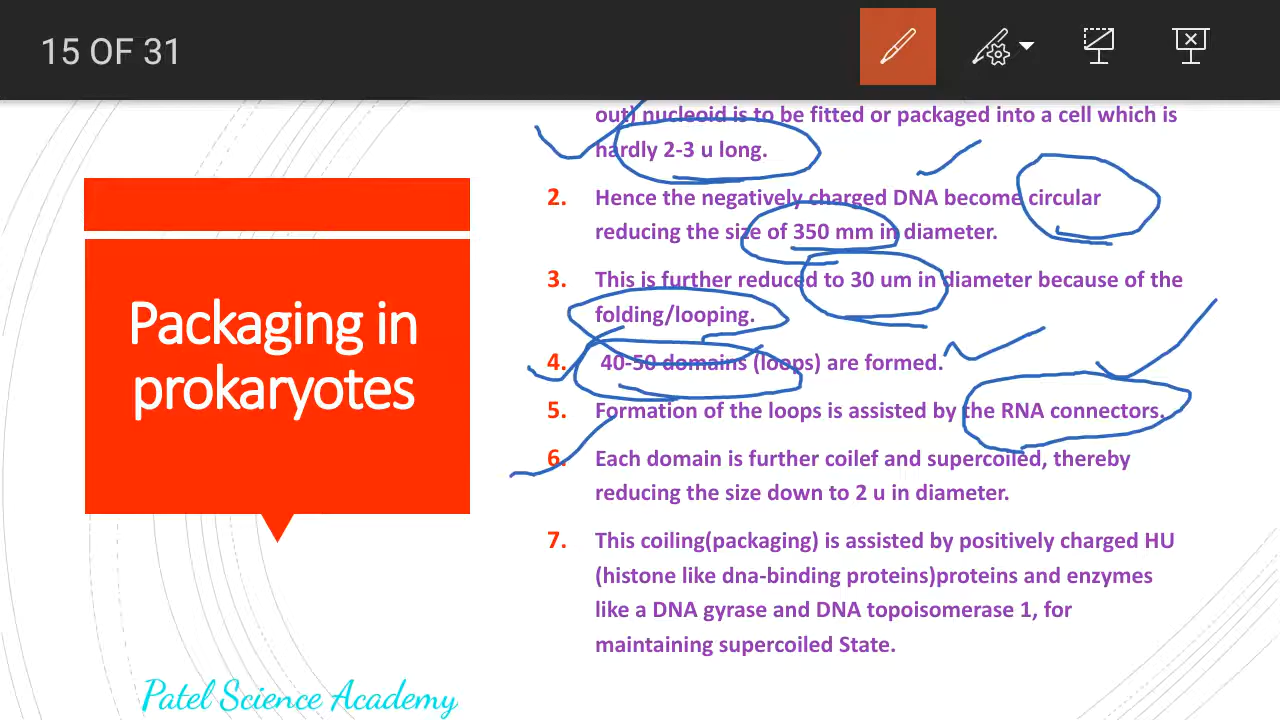 15 OF 31
Packaging in
prokaryotes
out) nucleoid is to be fitted or packaged into a cell which is
hardly 2-3 u long.
2. Hence the negatively charged DNA become circular
reducing the size of 350 mm in diameter.
3. This is further reduced to 30 um in diameter because of the
folding/looping.
4. 40-50 domains (loops) are formed.
5. Formation of the loops is assisted by the RNA connectors.
6. Each domain is further coilef and supercoiled, thereby
reducing the size down to 2 u in diameter.
7. This coiling(packaging) is assisted by positively charged HU
(histone like dna-binding proteins)proteins and enzymes
like a DNA gyrase and DNA topoisomerase 1, for
maintaining supercoiled State.
Patel Science Academy